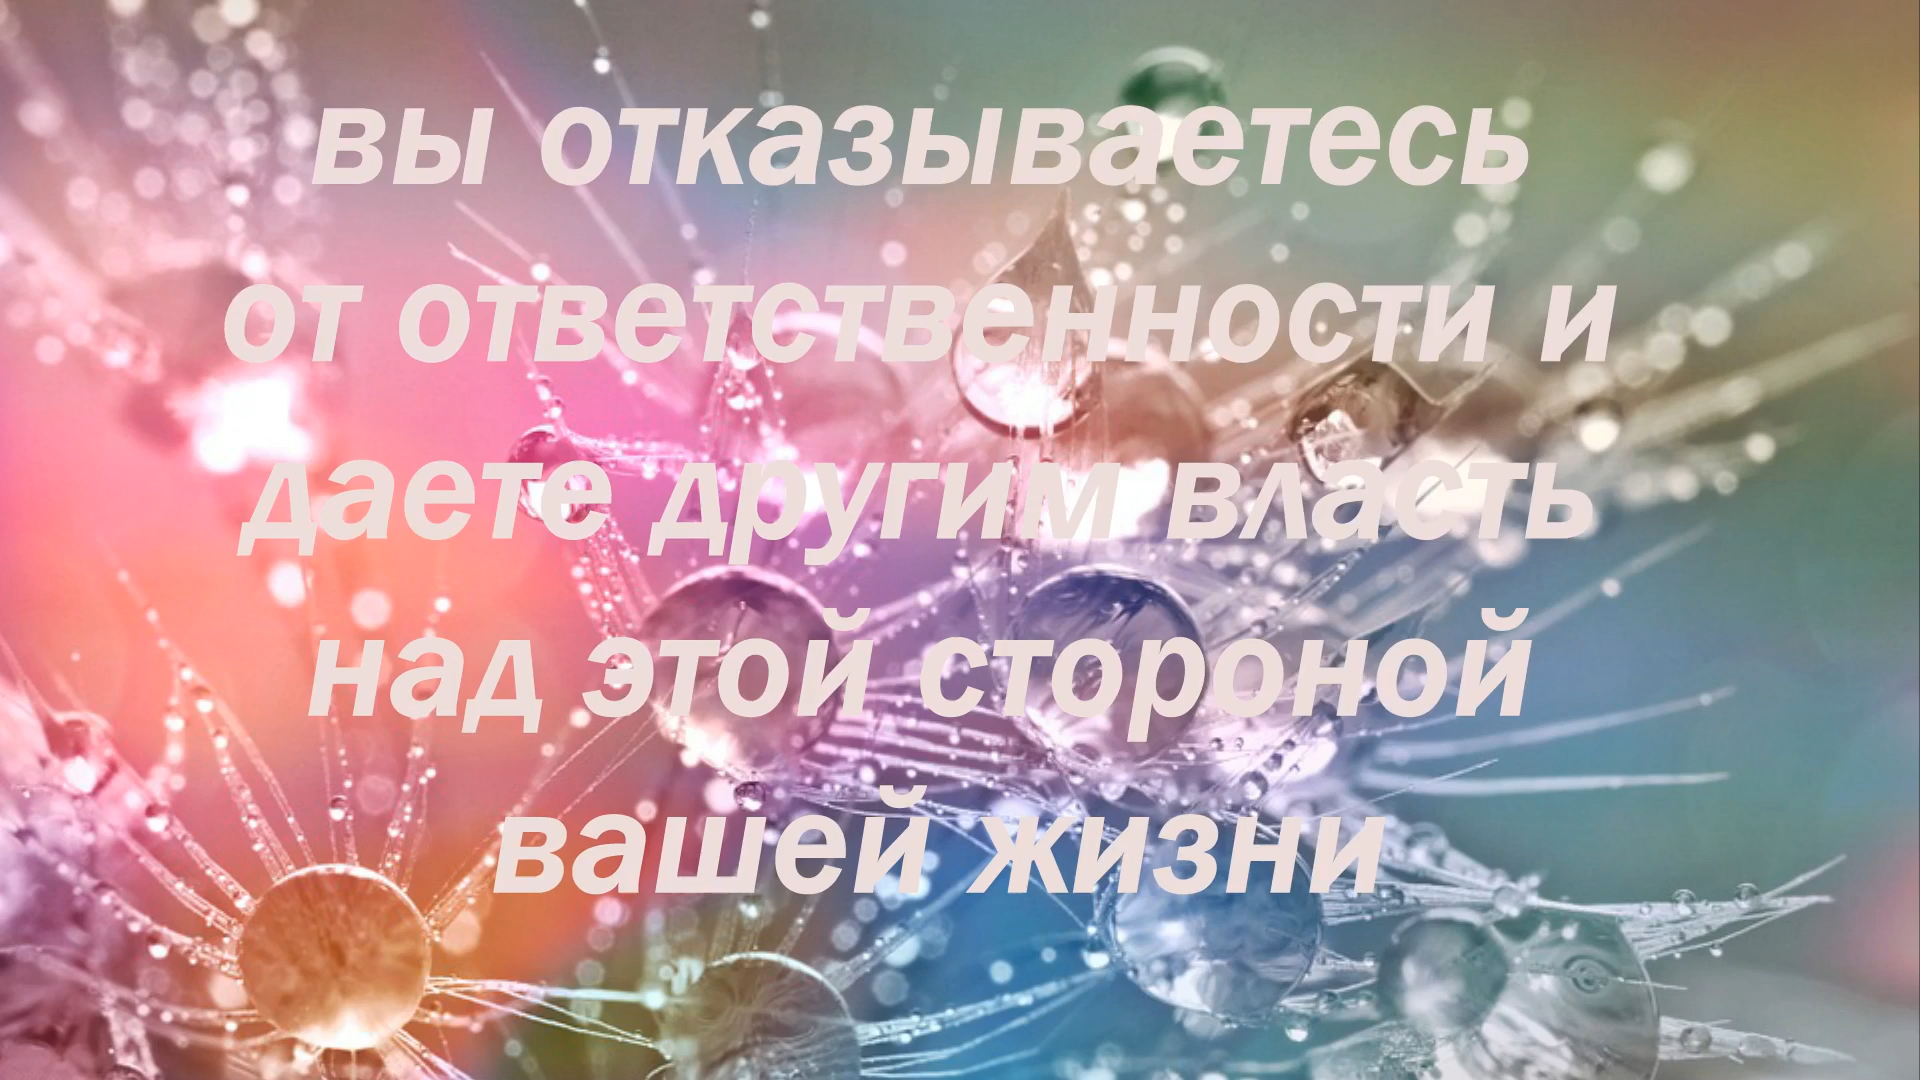 вы отказываетесь
от ответственности и
даете другим власть
над этой стороной
вашей жизни